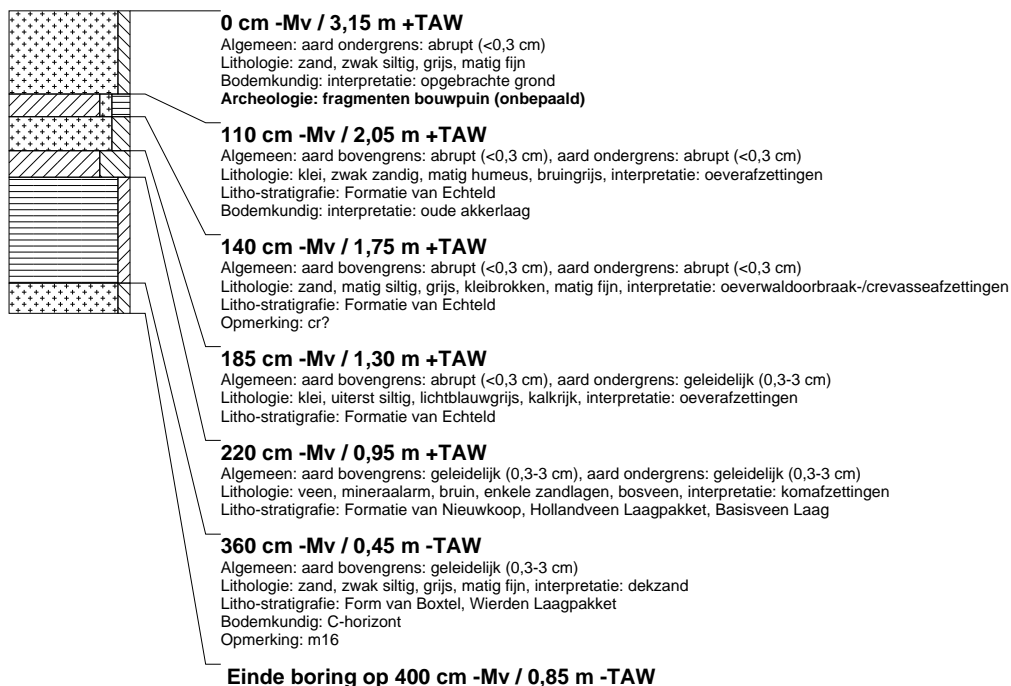 0 cm -Mv / 3,15 m +TAW
Algemeen: aard ondergrens: abrupt (<0,3 cm)
Lithologie: zand, zwak siltig, grijs, matig fijn
Bodemkundig: interpretatie: opgebrachte grond
Archeologie: fragmenten bouwpuin (onbepaald)
110 cm -Mv / 2,05 m +TAW
Algemeen: aard bovengrens: abrupt (<0,3 cm), aard ondergrens: abrupt (<0,3 cm)
Lithologie: klei, zwak zandig, matig humeus, bruingrijs, interpretatie: oeverafzettingen
Litho-stratigrafie: Formatie van Echteld
Bodemkundig: interpretatie: oude akkerlaag
140 cm -Mv / 1,75 m +TAW
Algemeen: aard bovengrens: abrupt (<0,3 cm), aard ondergrens: abrupt (<0,3 cm)
Lithologie: zand, matig siltig, grijs, kleibrokken, matig fijn, interpretatie: oeverwaldoorbraak-/crevasseafzettingen
Litho-stratigrafie: Formatie van Echteld
Opmerking: cr?
185 cm -Mv / 1,30 m +TAW
Algemeen: aard bovengrens: abrupt (<0,3 cm), aard ondergrens: geleidelijk (0,3-3 cm)
Lithologie: klei, uiterst siltig, lichtblauwgrijs, kalkrijk, interpretatie: oeverafzettingen
Litho-stratigrafie: Formatie van Echteld
220 cm -Mv / 0,95 m +TAW
Algemeen: aard bovengrens: geleidelijk (0,3-3 cm), aard ondergrens: geleidelijk (0,3-3 cm)
Lithologie: veen, mineraalarm, bruin, enkele zandlagen, bosveen, interpretatie: komafzettingen
Litho-stratigrafie: Formatie van Nieuwkoop, Hollandveen Laagpakket, Basisveen Laag
360 cm -Mv / 0,45 m -TAW
Algemeen: aard bovengrens: geleidelijk (0,3-3 cm)
Lithologie: zand, zwak siltig, grijs, matig fijn, interpretatie: dekzand
Litho-stratigrafie: Form van Boxtel, Wierden Laagpakket
Bodemkundig: C-horizont
Opmerking: m16
Einde boring op 400 cm -Mv / 0,85 m -TAW